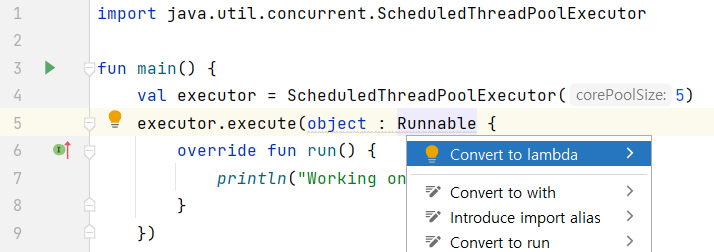 1 import java.util.concurrent.ScheduledThreadPoolExecutor
2
3 fun main() {
4 val executor = ScheduledThreadPoolExecutor( corePoolSize: 5)
5 executor.execute(object : Runnable {
6 override fun run() {
7 println("Working on
8 }
9 })
Convert to lambda
Convert to with
Introduce import alias
Convert to run